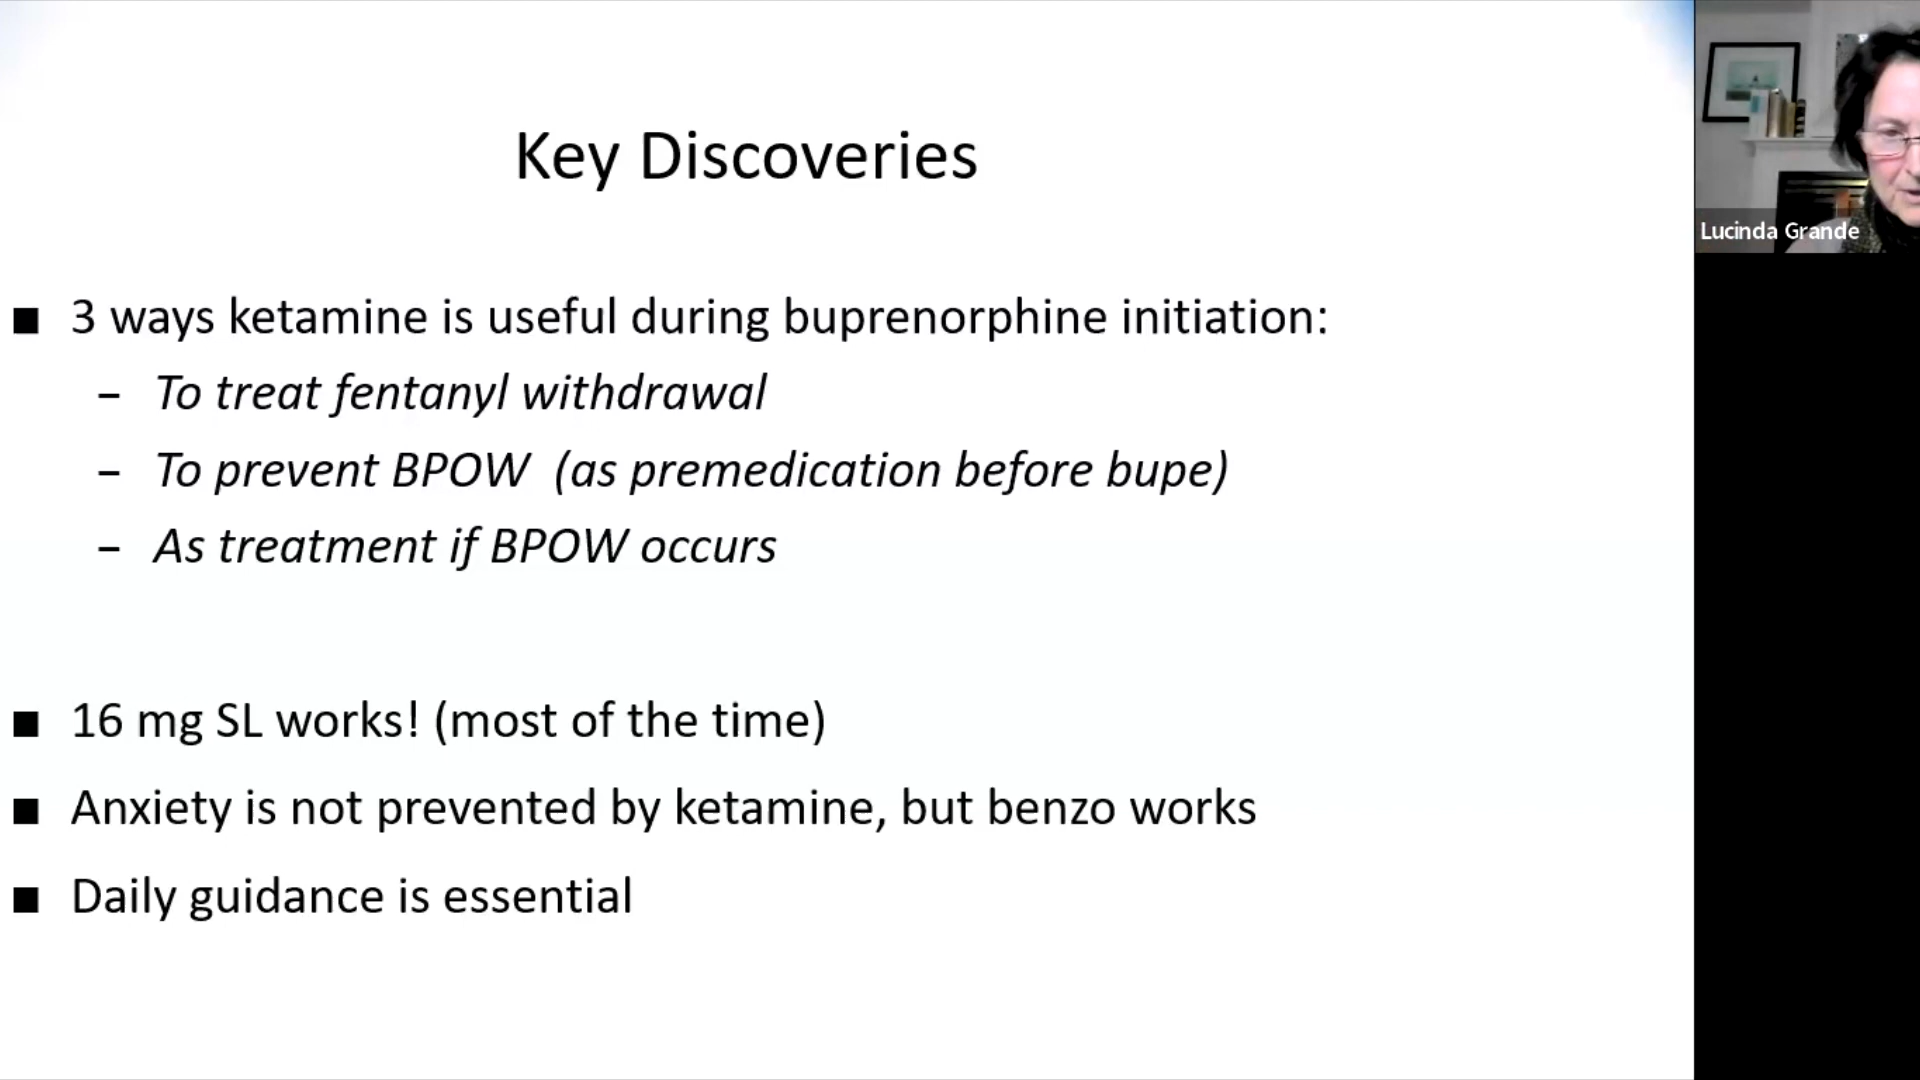 Key Discoveries
Lucinda Grande
■ 3 ways ketamine is useful during buprenorphine initiation:
– To treat fentanyl withdrawal
– To prevent BPOW (as premedication before bupe)
– As treatment if BPOW occurs
■ 16 mg SL works! (most of the time)
■ Anxiety is not prevented by ketamine, but benzo works
■ Daily guidance is essential